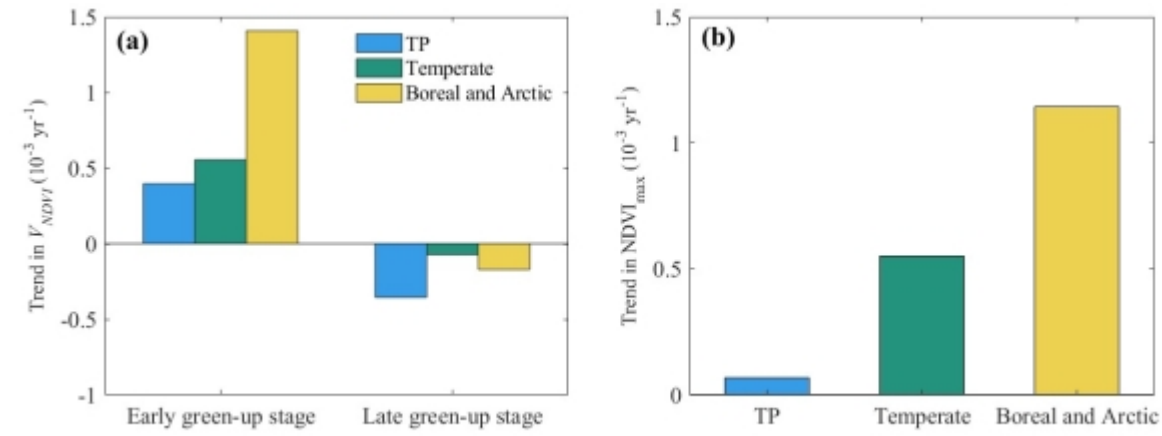 (a)
TP
Temperate
Boreal and Arctic
Trend in V_NDVI (10^-3 yr^-1)
1.5
1
0.5
0
-0.5
-1
Early green-up stage Late green-up stage
(b)
Trend in NDVI_max (10^-3 yr^-1)
1.5
1
0.5
0
TP Temperate Boreal and Arctic